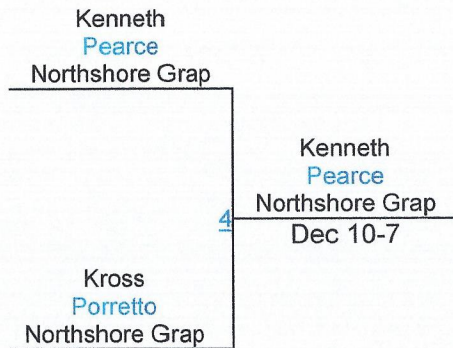 Kenneth
Pearce
Northshore Grap
Kenneth
Pearce
Northshore Grap
4
Dec 10-7
Kross
Porretto
Northshore Grap